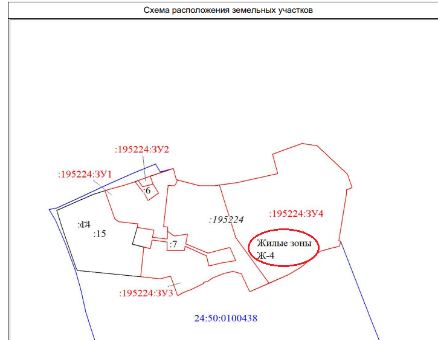 Схема расположения земельных участков
:195224:ЗУ2
:195224:ЗУ1
:6
:195224
:195224:ЗУ4
:14
:15
:7
Жилые зоны
Ж-4
:195224:ЗУ3
24:50:0100438